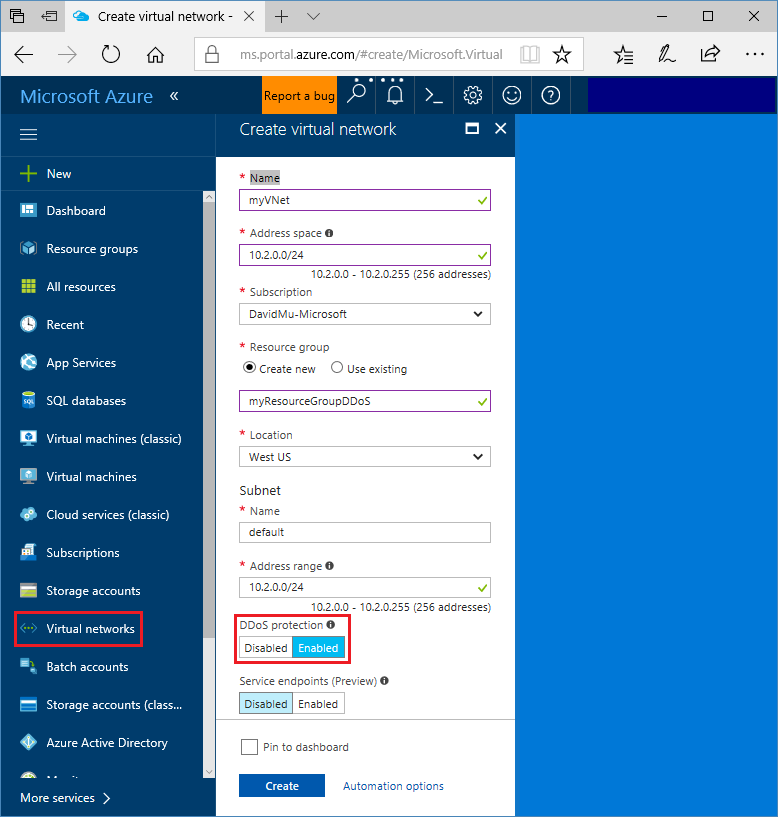 Create virtual network -
ms.portal.azure.com/#create/Microsoft.Virtual
Microsoft Azure «
Report a bug
New
Dashboard
Resource groups
All resources
Recent
App Services
SQL databases
Virtual machines (classic)
Virtual machines
Cloud services (classic)
Subscriptions
Storage accounts
Virtual networks
Batch accounts
Storage accounts (class...
Azure Active Directory
More services
Create virtual network
* Name
myVNet
* Address space
10.2.0.0/24
10.2.0.0 - 10.2.0.255 (256 addresses)
* Subscription
DavidMu-Microsoft
* Resource group
Create new Use existing
myResourceGroupDDoS
* Location
West US
Subnet
* Name
default
* Address range
10.2.0.0/24
10.2.0.0 - 10.2.0.255 (256 addresses)
DDoS protection
Disabled Enabled
Service endpoints (Preview)
Disabled Enabled
Pin to dashboard
Create Automation options